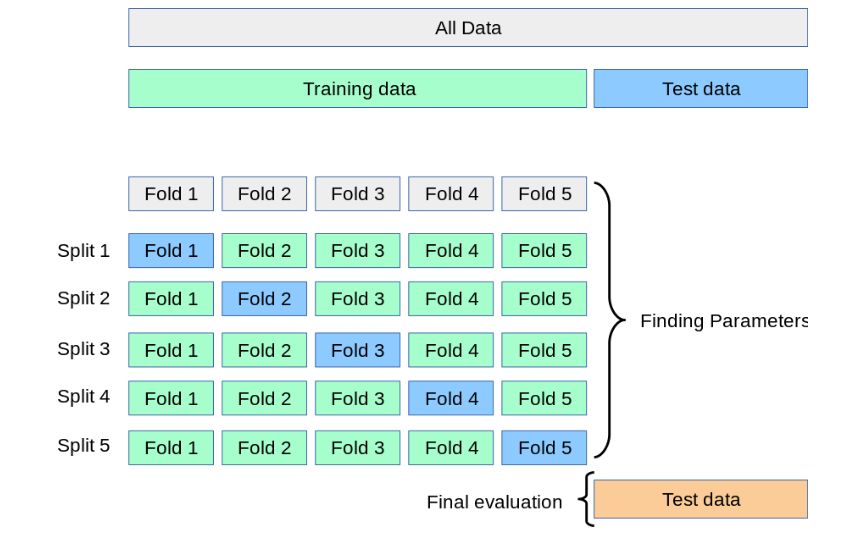 All Data
Training data Test data
Fold 1 Fold 2 Fold 3 Fold 4 Fold 5
Split 1 Fold 1 Fold 2 Fold 3 Fold 4 Fold 5
Split 2 Fold 1 Fold 2 Fold 3 Fold 4 Fold 5
Finding Parameters
Split 3 Fold 1 Fold 2 Fold 3 Fold 4 Fold 5
Split 4 Fold 1 Fold 2 Fold 3 Fold 4 Fold 5
Split 5 Fold 1 Fold 2 Fold 3 Fold 4 Fold 5
Final evaluation Test data